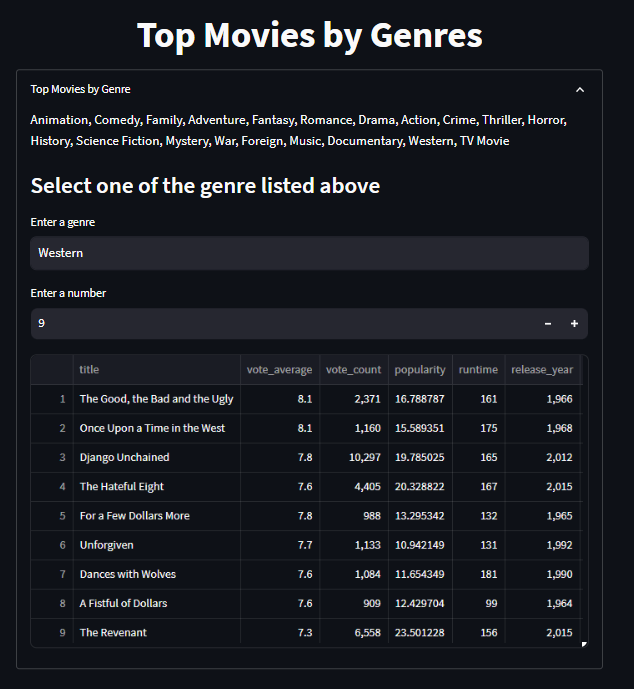 Top Movies by Genres
Top Movies by Genre
Animation, Comedy, Family, Adventure, Fantasy, Romance, Drama, Action, Crime, Thriller, Horror,
History, Science Fiction, Mystery, War, Foreign, Music, Documentary, Western, TV Movie
Select one of the genre listed above
Enter a genre
Western
Enter a number
9 − +
title vote_average vote_count popularity runtime release_year
1 The Good, the Bad and the Ugly 8.1 2,371 16.788787 161 1,966
2 Once Upon a Time in the West 8.1 1,160 15.589351 175 1,968
3 Django Unchained 7.8 10,297 19.785025 165 2,012
4 The Hateful Eight 7.6 4,405 20.328822 167 2,015
5 For a Few Dollars More 7.8 988 13.295342 132 1,965
6 Unforgiven 7.7 1,133 10.942149 131 1,992
7 Dances with Wolves 7.6 1,084 11.654349 181 1,990
8 A Fistful of Dollars 7.6 909 12.429704 99 1,964
9 The Revenant 7.3 6,558 23.501228 156 2,015